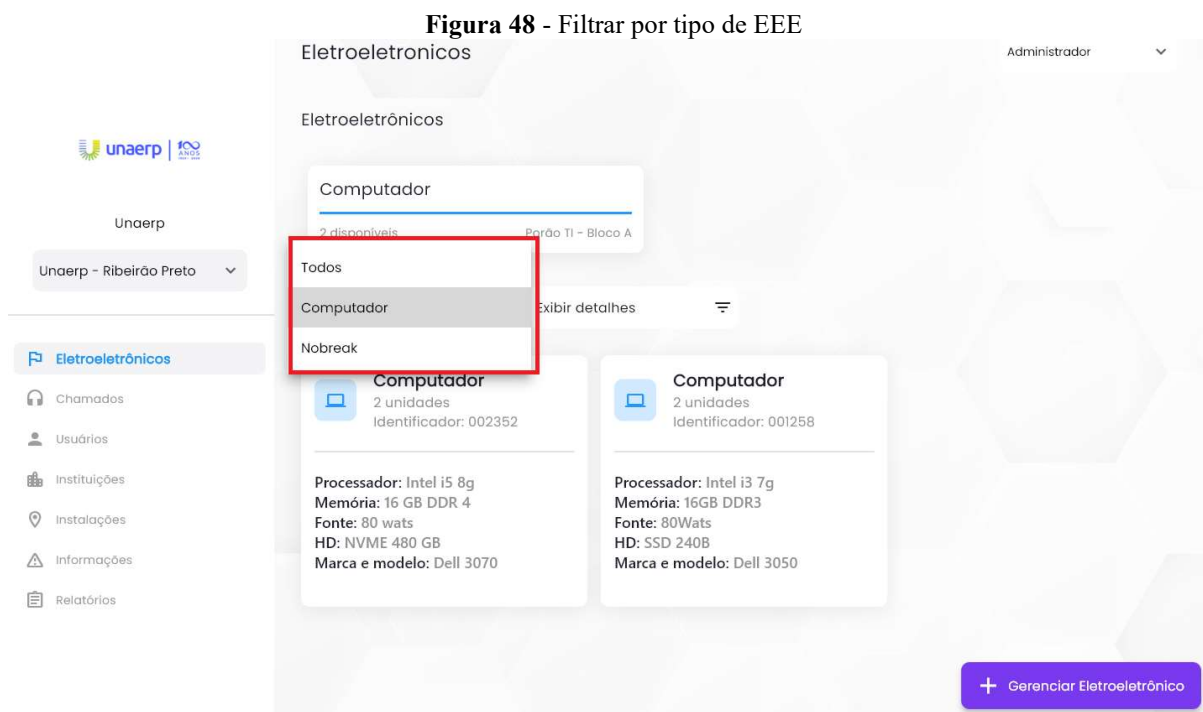 Figura 48 - Filtrar por tipo de EEE
Eletroeletronicos
Administrador
Eletroeletrônicos
unaerp | 100 ANOS
Computador
Unaerp
2 disponíveis
Porão TI - Bloco A
Unaerp - Ribeirão Preto
Todos
Computador
Exibir detalhes
Nobreak
Eletroeletrônicos
Chamados
Usuários
Instituições
Instalações
Informações
Relatórios
Computador
2 unidades
Identificador: 002352
Processador: Intel i5 8g
Memória: 16 GB DDR 4
Fonte: 80 wats
HD: NVME 480 GB
Marca e modelo: Dell 3070
Computador
2 unidades
Identificador: 001258
Processador: Intel i3 7g
Memória: 16GB DDR3
Fonte: 80Wats
HD: SSD 240B
Marca e modelo: Dell 3050
+ Gerenciar Eletroeletrônico